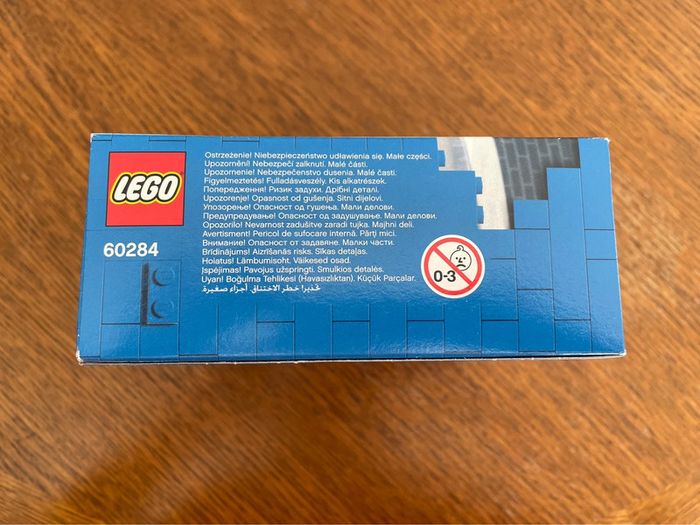 LEGO
60284
Ostrzeżenie! Niebezpieczeństwo udławienia się. Małe części.
Upozornění! Nebezpečí zalknutí. Malé části.
Upozornenie! Nebezpečenstvo dusenia. Malé časti.
Figyelmeztetés! Fulladásveszély. Kis alkatrészek.
Попередження! Ризик задухи. Дрібні деталі.
Upozorenje! Opasnost od gušenja. Sitni dijelovi.
Упозорење! Опасност од гушења. Мали делови.
Предупредување! Опасност од задушување. Мали делови.
Opozorilo! Nevarnost zadušitve zaradi tujka. Majhni deli.
Avertisment! Pericol de sufocare internă. Părți mici.
Внимание! Опасност от задавяне. Малки части.
Brīdinājums! Aizrīšanās risks. Sīkas detaļas.
Hoiatus! Lämbumisoht. Väikesed osad.
Įspėjimas! Pavojus užspringti. Smulkios detalės.
Uyarı! Boğulma Tehlikesi (Havasızlıktan). Küçük Parçalar.
تحذير! خطر الاختناق. أجزاء صغيرة.
0-3